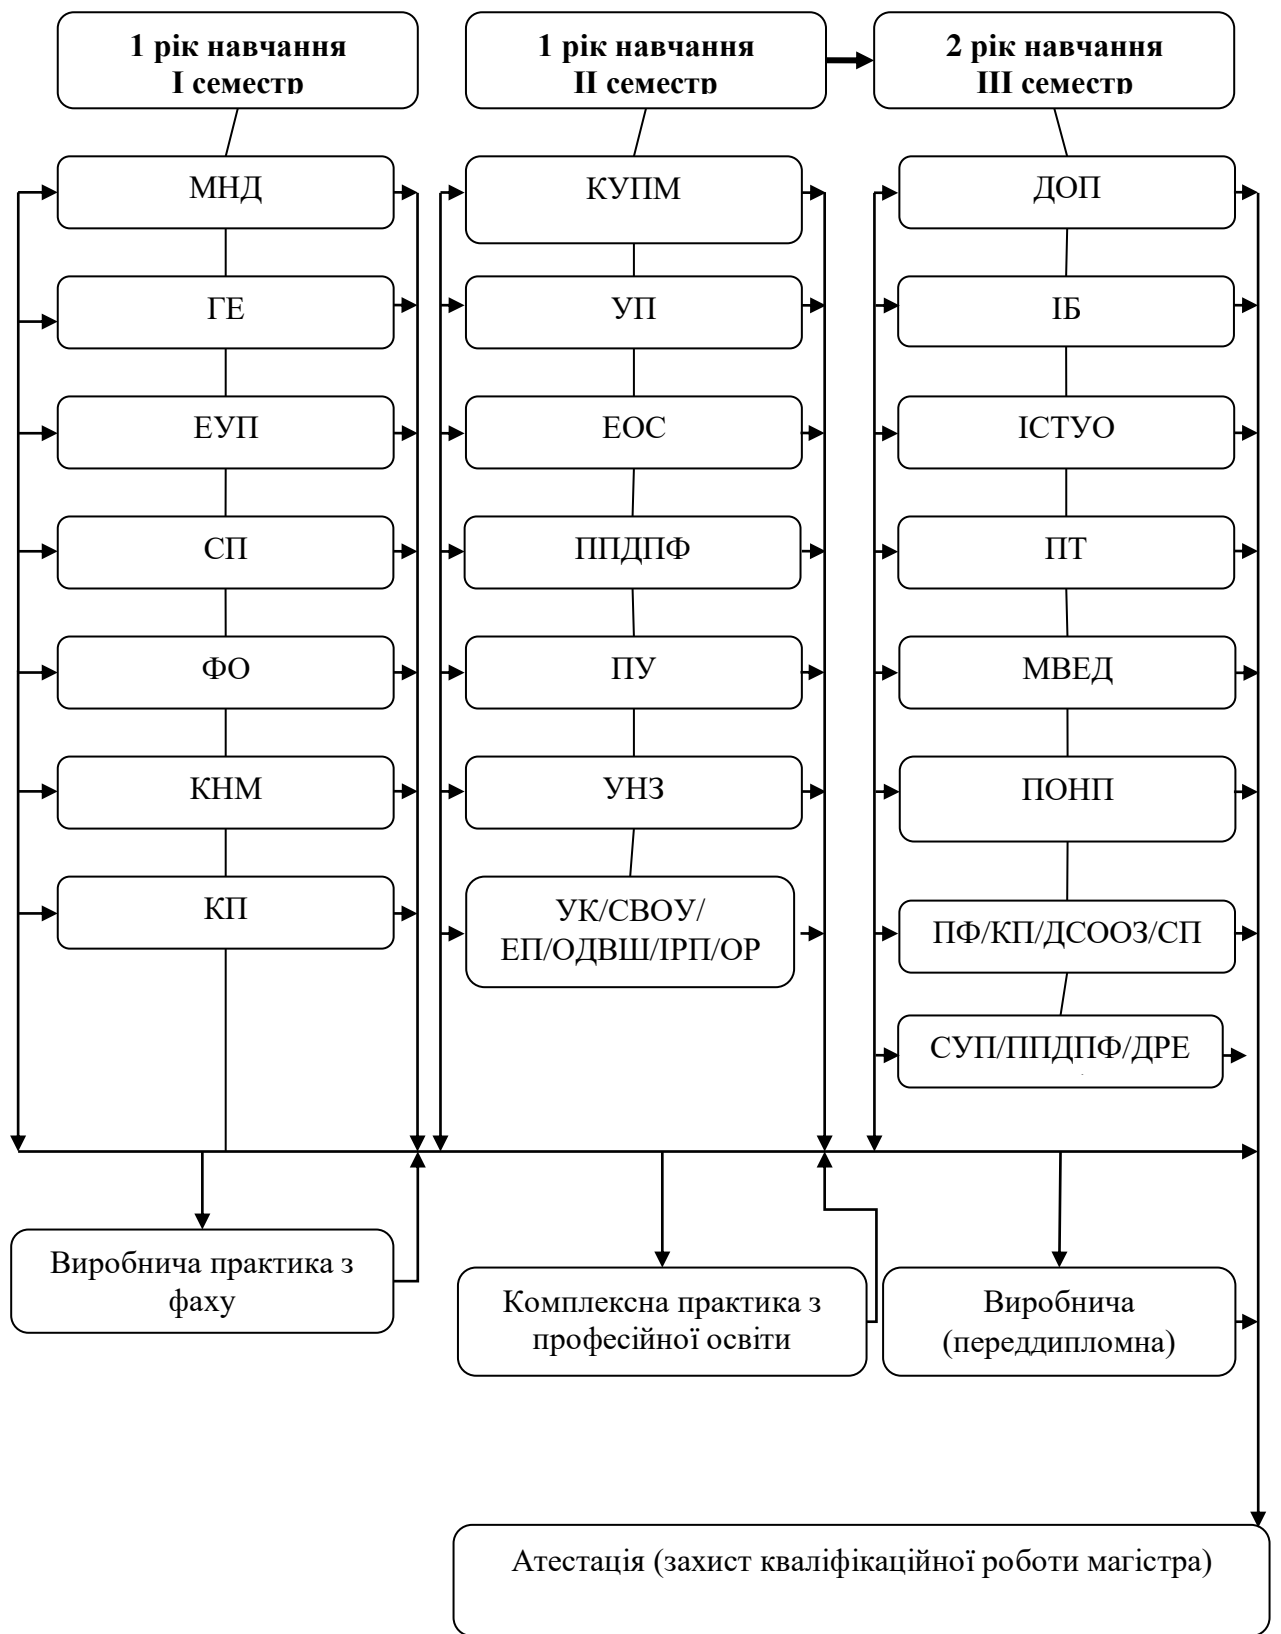 1 рік навчання
І семестр
1 рік навчання
ІІ семестр
2 рік навчання
ІІІ семестр
МНД
ГЕ
ЕУП
СП
ФО
КНМ
КП
КУПМ
УП
ЕОС
ППДПФ
ПУ
УНЗ
УК/СВОУ/
ЕП/ОДВШ/ІРП/ОР
ДОП
ІБ
ІСТУО
ПТ
МВЕД
ПОНП
ПФ/КП/ДСООЗ/СП
СУП/ППДПФ/ДРЕ
Виробнича практика з
фаху
Комплексна практика з
професійної освіти
Виробнича
(переддипломна)
Атестація (захист кваліфікаційної роботи магістра)